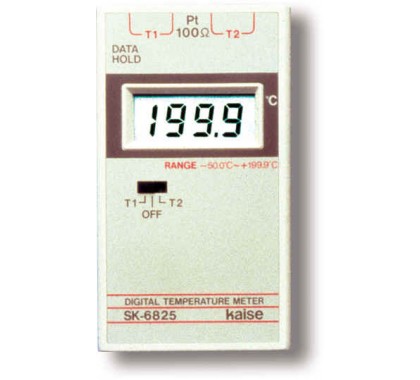 Pt
T1 100Ω T2
DATA
HOLD
°C
199.9
RANGE -50.0°C~+199.9°C
T1 T2
OFF
DIGITAL TEMPERATURE METER
SK-6825 kaise